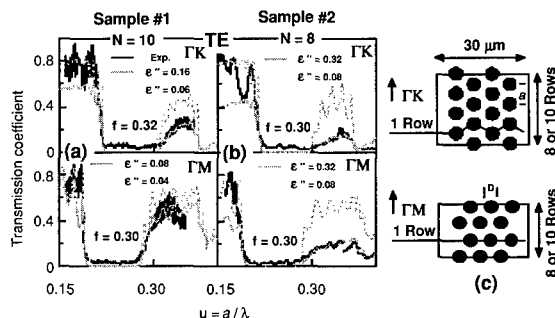 Sample #1 Sample #2
N = 10 TE N = 8
Transmission coefficient
0.8
0.4
0
0.8
0.4
0
ΓK
Exp.
ε'' = 0.16
ε'' = 0.06
(a)
f = 0.32
ΓK
ε'' = 0.32
ε'' = 0.08
(b)
f = 0.30
ε'' = 0.08
ε'' = 0.04
ΓM
f = 0.30
ε'' = 0.32
ε'' = 0.08
ΓM
f = 0.30
0.15 0.30 0.15 0.30
u = a / λ
30 μm
ΓK
a
1 Row
8 or 10 Rows
ΓM
D
1 Row
8 or 10 Rows
(c)